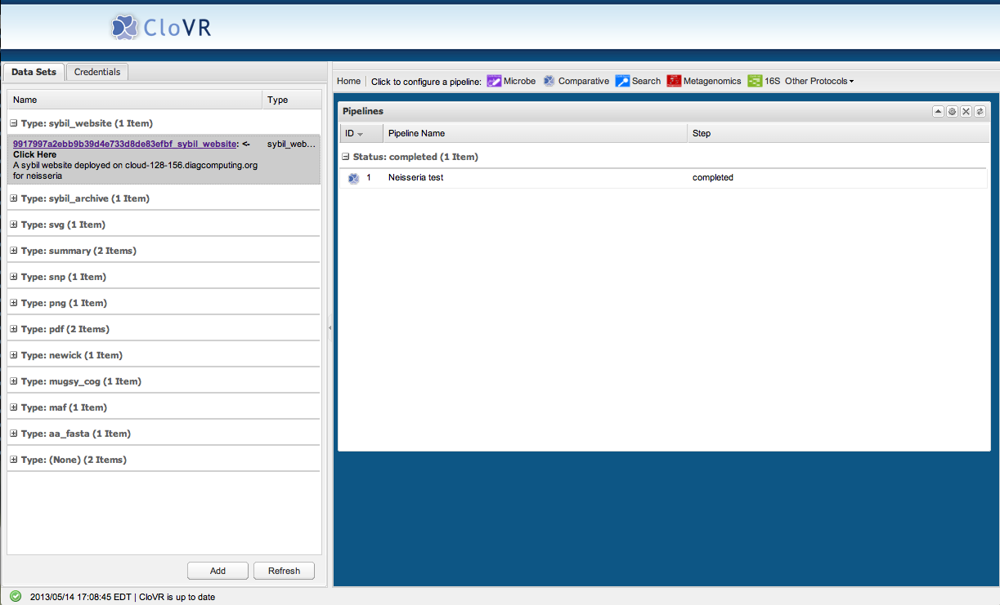 CloVR
Data Sets Credentials
Name Type
Type: sybil_website (1 Item)
9917997a2ebb9b39d4e733d8de83efbf_sybil_website: <- sybil_web...
Click Here
A sybil website deployed on cloud-128-156.diagcomputing.org
for neisseria
Type: sybil_archive (1 Item)
Type: svg (1 Item)
Type: summary (2 Items)
Type: snp (1 Item)
Type: png (1 Item)
Type: pdf (2 Items)
Type: newick (1 Item)
Type: mugsy_cog (1 Item)
Type: maf (1 Item)
Type: aa_fasta (1 Item)
Type: (None) (2 Items)
Add Refresh
Home Click to configure a pipeline: Microbe Comparative Search Metagenomics 16S Other Protocols
Pipelines
ID Pipeline Name Step
Status: completed (1 Item)
1 Neisseria test completed
2013/05/14 17:08:45 EDT | CloVR is up to date